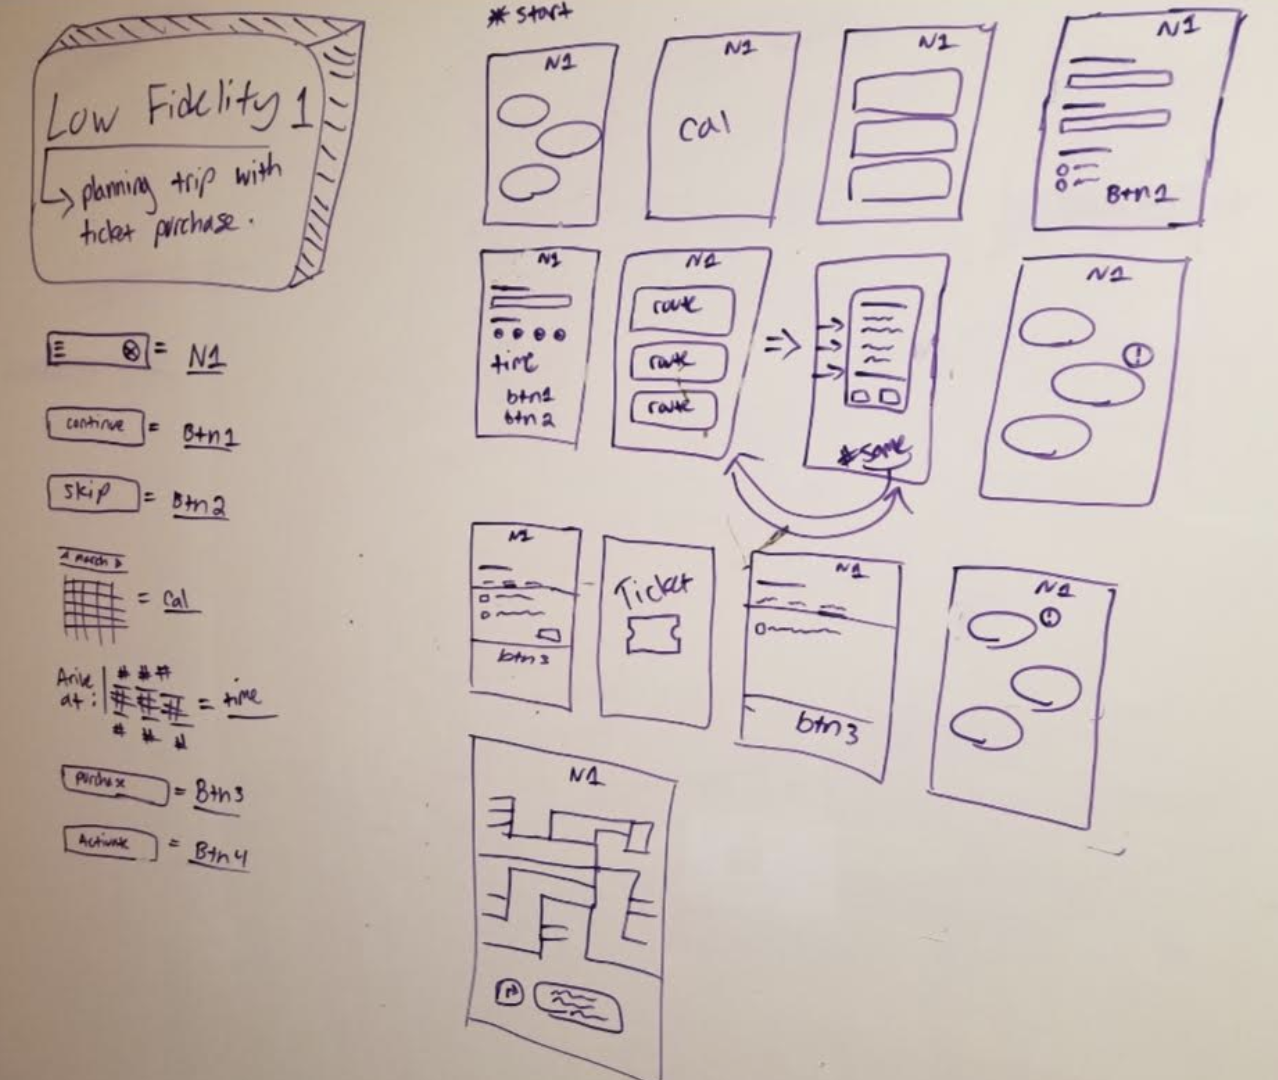 Low Fidelity 1
planning trip with
ticket purchase.
= N1
continue = Btn1
skip = Btn2
March
= Cal
Arive
at: # # #
# # #
# # #
= time
purchase = Btn3
Activate = Btn4
* start
N1
N1
cal
N1
N1
Btn2
N1
time
btn1
btn2
N1
route
route
route
=>
*same
N1
!
N1
btn3
Ticket
N1
btn3
N1
!
N1